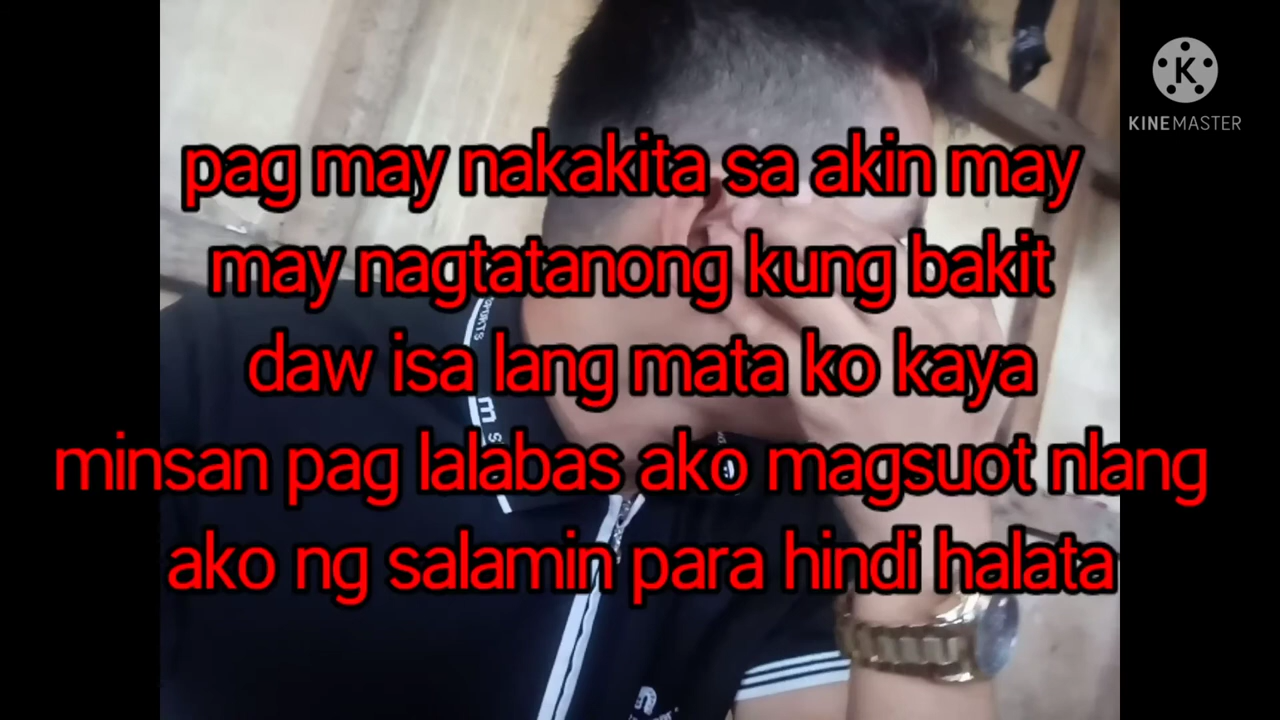 pag may nakakita sa akin may
may nagtatanong kung bakit
daw isa lang mata ko kaya
minsan pag lalabas ako magsuot nlang
ako ng salamin para hindi halata
KINEMASTER
SPORTS